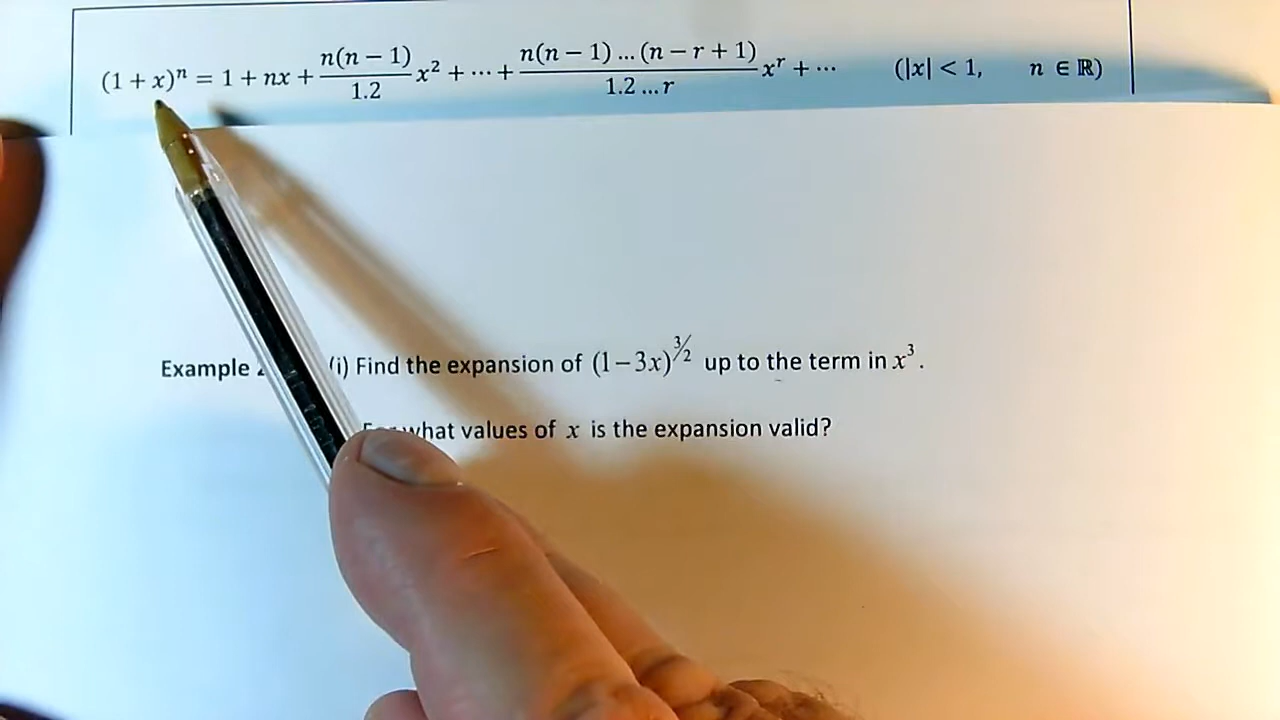 (1 + x)ⁿ = 1 + nx + n(n − 1)/1.2 x² + ⋯ + n(n − 1) … (n − r + 1)/1.2 … r xʳ + ⋯ (|x| < 1, n ∈ ℝ)
Example (i) Find the expansion of (1 − 3x)^3/2 up to the term in x³.
what values of x is the expansion valid?